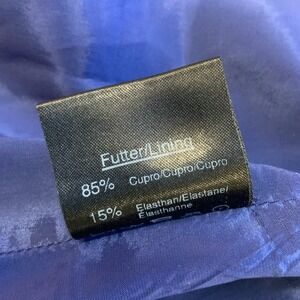 Futter/Lining
85% Cupro/Cupro/Cupro
15% Elasthan/Elastane/
Elasthanne